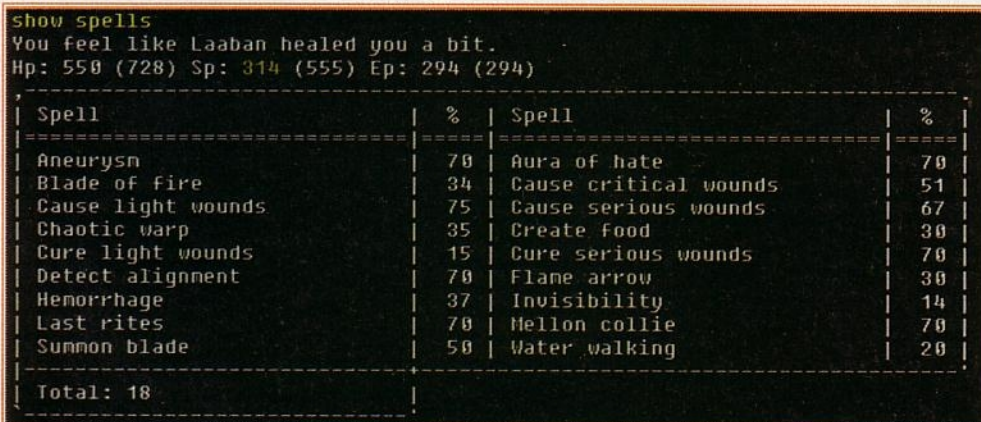 show spells
You feel like Laaban healed you a bit.
Hp: 550 (728) Sp: 314 (555) Ep: 294 (294)
| Spell | % | Spell | % |
| Aneurysm | 70 | Aura of hate | 70 |
| Blade of fire | 34 | Cause critical wounds | 51 |
| Cause light wounds | 75 | Cause serious wounds | 67 |
| Chaotic warp | 35 | Create food | 30 |
| Cure light wounds | 15 | Cure serious wounds | 70 |
| Detect alignment | 70 | Flame arrow | 30 |
| Hemorrhage | 37 | Invisibility | 14 |
| Last rites | 70 | Mellon collie | 70 |
| Summon blade | 50 | Water walking | 20 |
| Total: 18 |